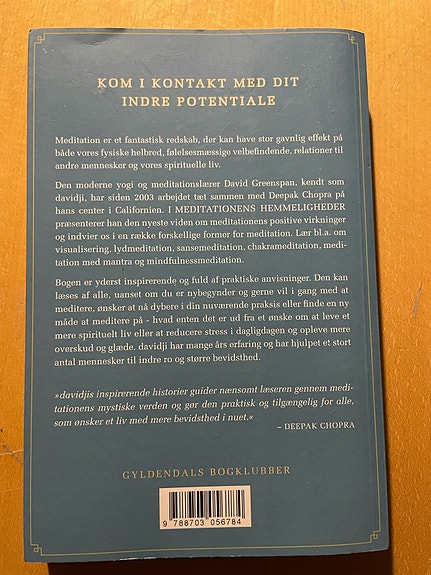 KOM I KONTAKT MED DIT
INDRE POTENTIALE
Meditation er et fantastisk redskab, der kan have stor gavnlig effekt på
både vores fysiske helbred, følelsesmæssige velbefindende, relationer til
andre mennesker og vores spirituelle liv.
Den moderne yogi og meditationslærer David Greenspan, kendt som
davidji, har siden 2003 arbejdet tæt sammen med Deepak Chopra på
hans center i Californien. I MEDITATIONENS HEMMELIGHEDER
præsenterer han den nyeste viden om meditationens positive virkninger
og indvier os i en række forskellige former for meditation. Lær bl.a. om
visualisering, lydmeditation, sansemeditation, chakrameditation, medi-
tation med mantra og mindfulnessmeditation.
Bogen er yderst inspirerende og fuld af praktiske anvisninger. Den kan
læses af alle, uanset om du er nybegynder og gerne vil i gang med at
meditere, ønsker at nå dybere i din nuværende praksis eller finde en ny
måde at meditere på - hvad enten det er ud fra et ønske om at leve et
mere spirituelt liv eller at reducere stress i dagligdagen og opleve mere
overskud og glæde. davidji har mange års erfaring og har hjulpet et stort
antal mennesker til indre ro og større bevidsthed.
»davidjis inspirerende historier guider nænsomt læseren gennem medi-
tationens mystiske verden og gør den praktisk og tilgængelig for alle,
som ønsker et liv med mere bevidsthed i nuet.«
– DEEPAK CHOPRA
GYLDENDALS BOGKLUBBER
9 788703 056784